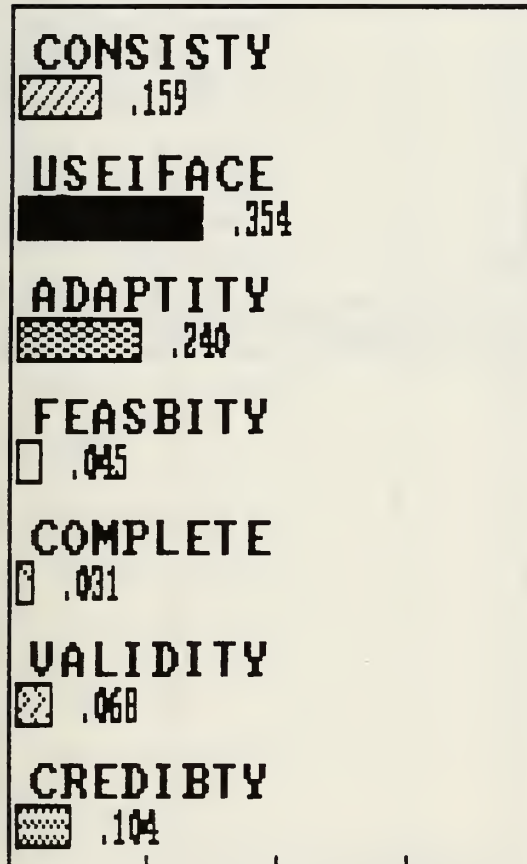 CONSISTY
.159
USEIFACE
.354
ADAPTITY
.240
FEASBITY
.045
COMPLETE
.031
VALIDITY
.068
CREDIBTY
.104